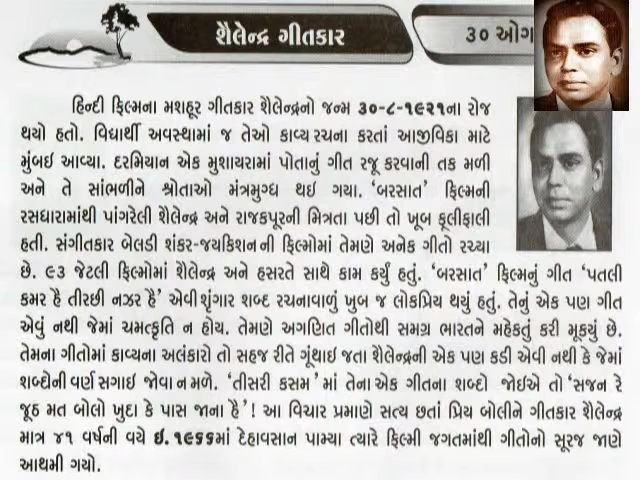 શૈલેન્દ્ર ગીતકાર
૩૦ ઓગ
હિન્દી ફિલ્મના મશહૂર ગીતકાર શૈલેન્દ્રનો જન્મ ૩૦-૮-૧૯૨૧ના રોજ
થયો હતો. વિદ્યાર્થી અવસ્થામાં જ તેઓ કાવ્ય રચના કરતાં આજીવિકા માટે
મુંબઈ આવ્યા. દરમિયાન એક મુશાયરામાં પોતાનું ગીત રજૂ કરવાની તક મળી
અને તે સાંભળીને શ્રોતાઓ મંત્રમુગ્ધ થઇ ગયા. ‘બરસાત’ ફિલ્મની
રસધારામાંથી પાંગરેલી શૈલેન્દ્ર અને રાજકપૂરની મિત્રતા પછી તો ખૂબ ફૂલીફાલી
હતી. સંગીતકાર બેલડી શંકર-જયકિશન ની ફિલ્મોમાં તેમણે અનેક ગીતો રચ્યા
છે. ૯૩ જેટલી ફિલ્મોમાં શૈલેન્દ્ર અને હસરતે સાથે કામ કર્યું હતું. ‘બરસાત’ ફિલ્મનું ગીત ‘પતલી
કમર હૈ તીરછી નઝર હૈ’ એવી શૃંગાર શબ્દ રચનાવાળું ખુબ જ લોકપ્રિય થયું હતું. તેનું એક પણ ગીત
એવું નથી જેમાં ચમત્કૃતિ ન હોય. તેમણે અગણિત ગીતોથી સમગ્ર ભારતને મહેકતું કરી મૂકયું છે.
તેમના ગીતોમાં કાવ્યના અલંકારો તો સહજ રીતે ગૂંથાઇ જતા શૈલેન્દ્રની એક પણ કડી એવી નથી કે જેમાં
શબ્દોની વર્ણ સગાઇ જોવા ન મળે. ‘તીસરી કસમ’ માં તેના એક ગીતના શબ્દો જોઈએ તો ‘સજન રે
જૂઠ મત બોલો ખુદા કે પાસ જાના હૈ’! આ વિચાર પ્રમાણે સત્ય છતાં પ્રિય બોલીને ગીતકાર શૈલેન્દ્ર
માત્ર ૪૧ વર્ષની વયે ઇ. ૧૯૬૬માં દેહાવસાન પામ્યા ત્યારે ફિલ્મી જગતમાંથી ગીતોનો સૂરજ જાણે
આથમી ગયો.